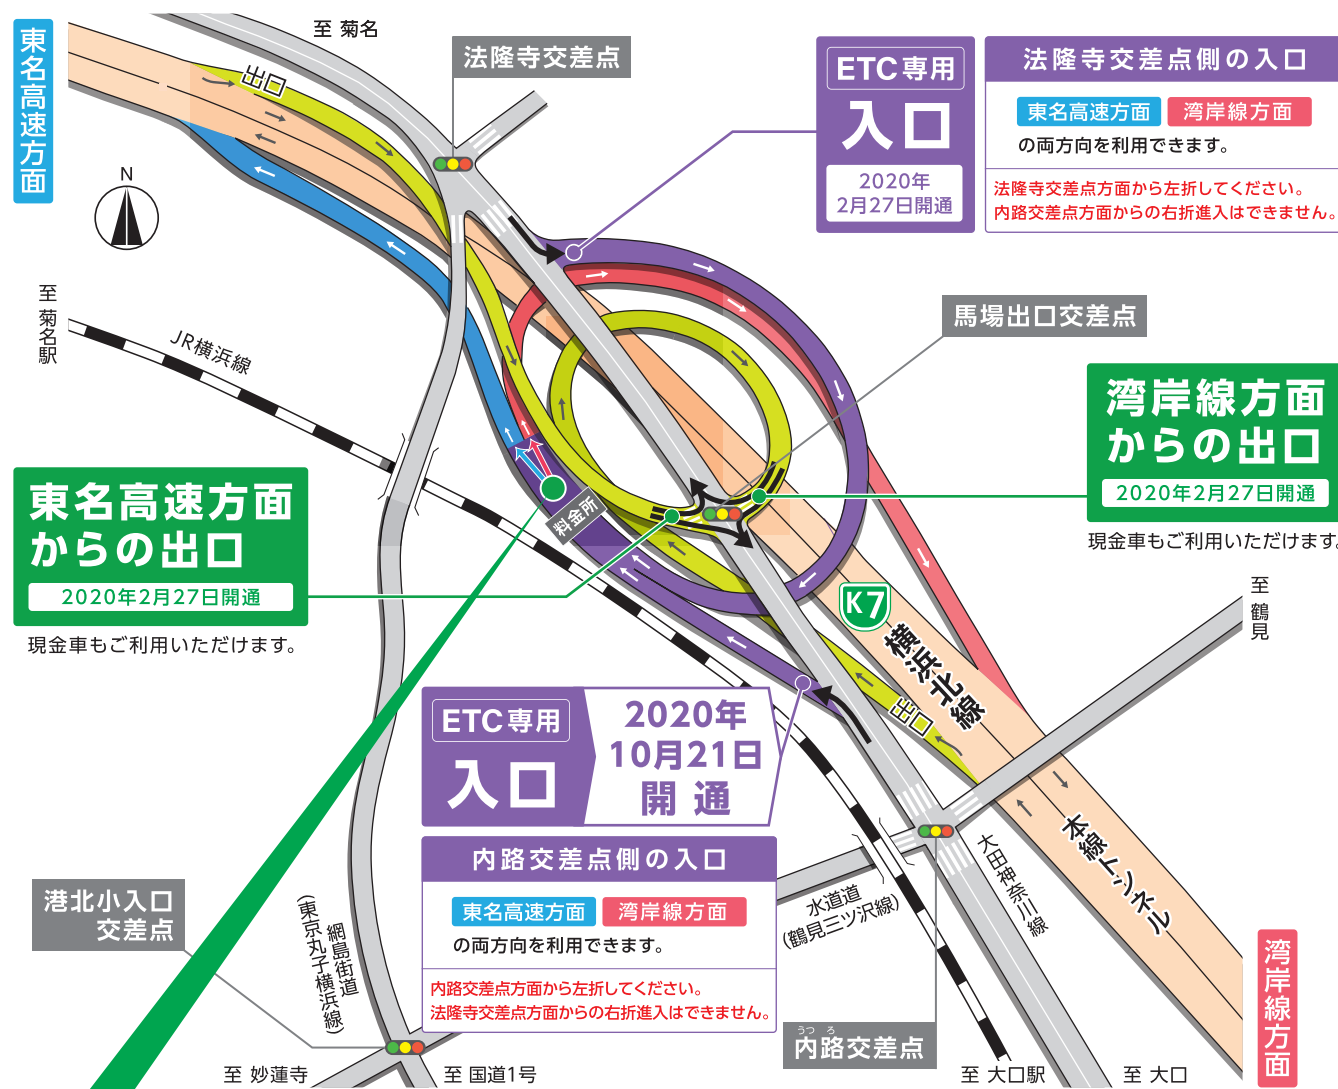 東名高速方面
至 菊名
法隆寺交差点
出口
N
ETC専用
入口
2020年
2月27日開通
法隆寺交差点側の入口
東名高速方面 湾岸線方面
の両方向を利用できます。
法隆寺交差点方面から左折してください。
内路交差点方面からの右折進入はできません。
至 菊名駅
JR横浜線
馬場出口交差点
湾岸線方面
からの出口
2020年2月27日開通
現金車もご利用いただけます。
東名高速方面
からの出口
2020年2月27日開通
現金車もご利用いただけます。
料金所
至 鶴見
K7
横浜北線
出口
ETC専用
入口
2020年
10月21日
開通
内路交差点側の入口
東名高速方面 湾岸線方面
の両方向を利用できます。
内路交差点方面から左折してください。
法隆寺交差点方面からの右折進入はできません。
本線トンネル
大田神奈川線
水道道
(鶴見三ツ沢線)
港北小入口
交差点
綱島街道
(東京丸子横浜線)
うつ ろ
内路交差点
湾岸線方面
至 妙蓮寺
至 国道1号
至 大口駅
至 大口